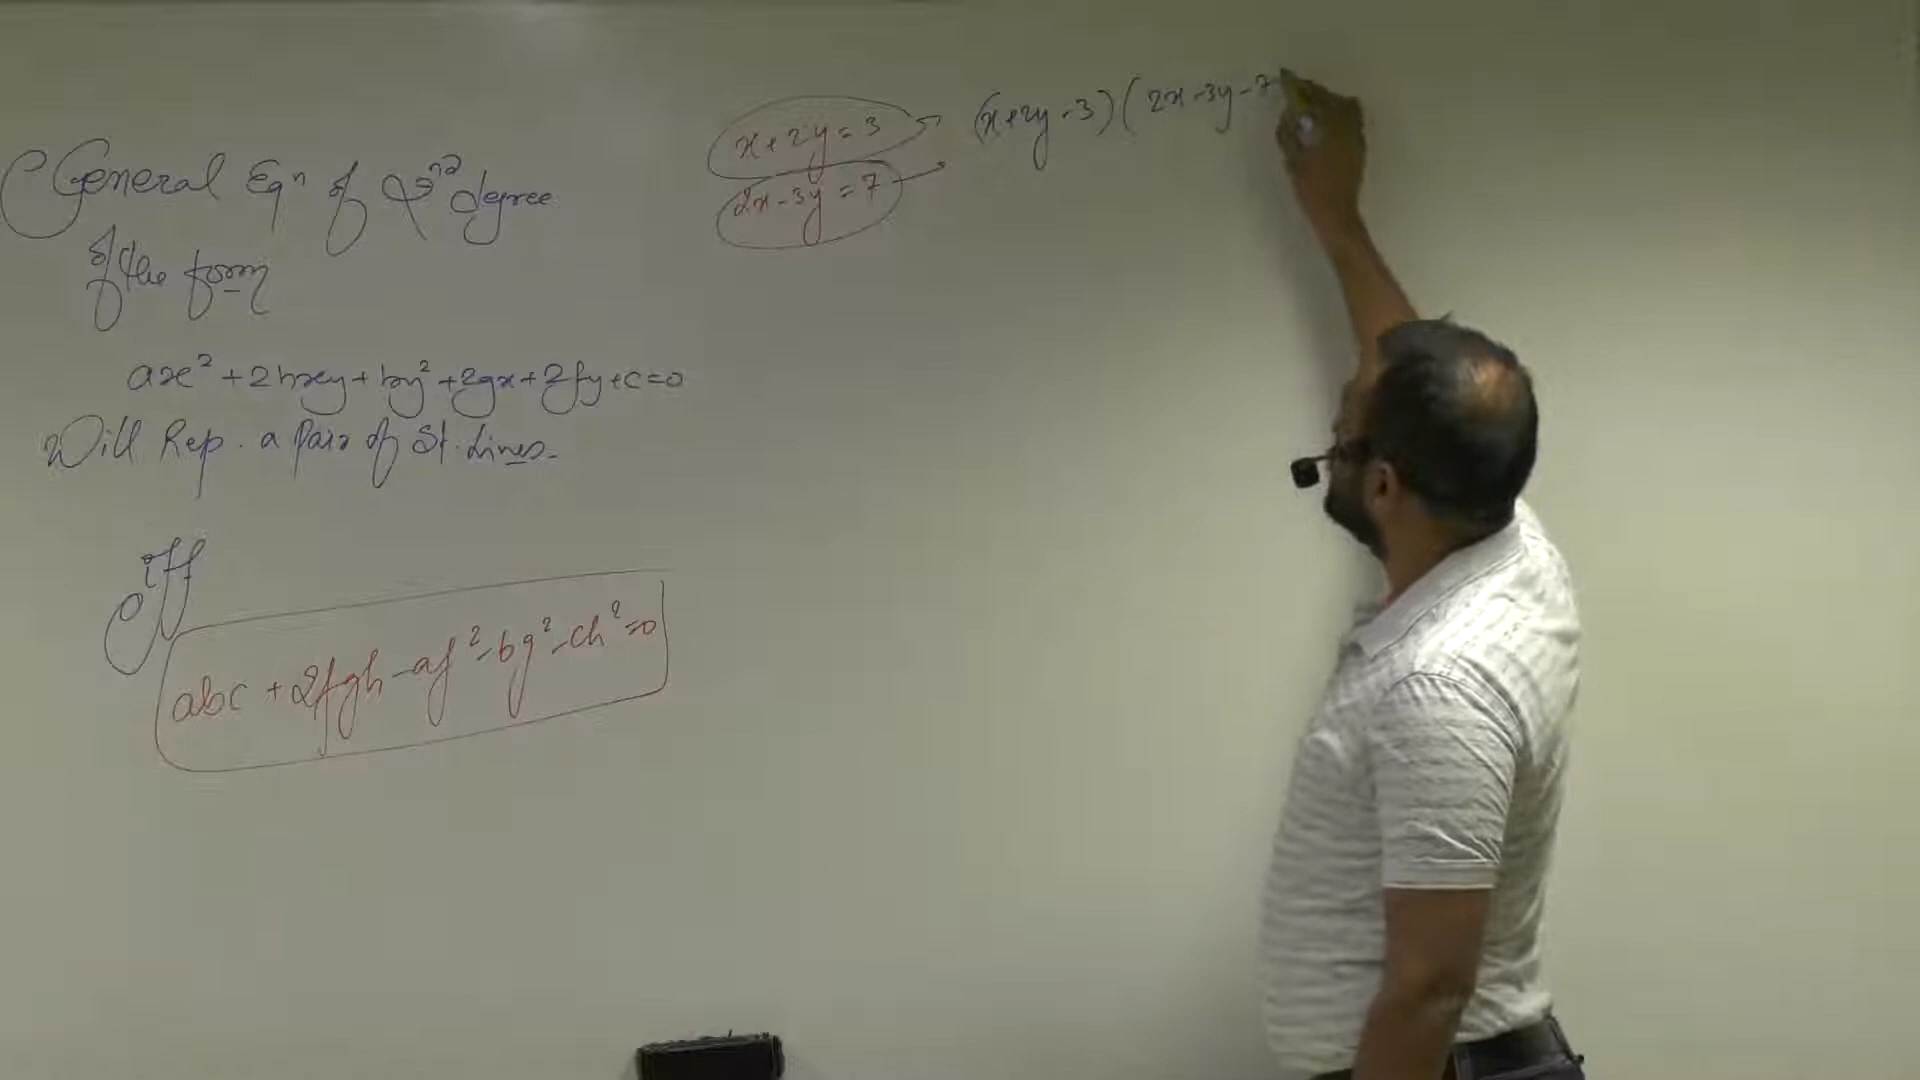 General Eqⁿ of 2ⁿᵈ degree
of the form
ax² + 2hxy + by² + 2gx + 2fy + c = 0
Will Rep. a Pair of St. Lines.
iff
abc + 2fgh - af² - bg² - ch² = 0
x + 2y = 3
2x - 3y = 7
(x + 2y - 3) (2x - 3y - 7